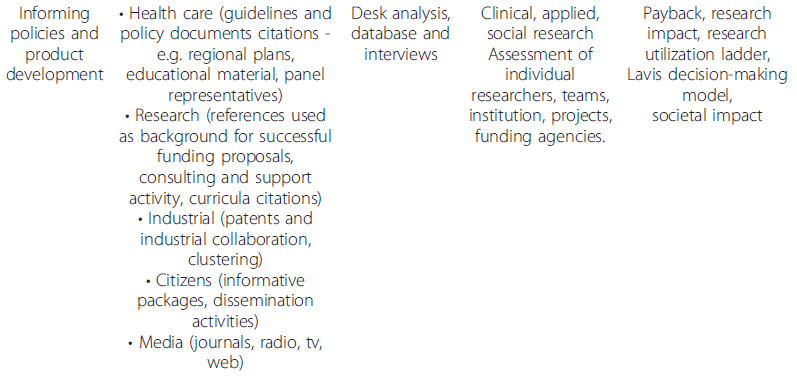 Informing
policies and
product
development
• Health care (guidelines and
policy documents citations -
e.g. regional plans,
educational material, panel
representatives)
• Research (references used
as background for successful
funding proposals,
consulting and support
activity, curricula citations)
• Industrial (patents and
industrial collaboration,
clustering)
• Citizens (informative
packages, dissemination
activities)
• Media (journals, radio, tv,
web)
Desk analysis,
database and
interviews
Clinical, applied,
social research
Assessment of
individual
researchers, teams,
institution, projects,
funding agencies.
Payback, research
impact, research
utilization ladder,
Lavis decision-making
model,
societal impact